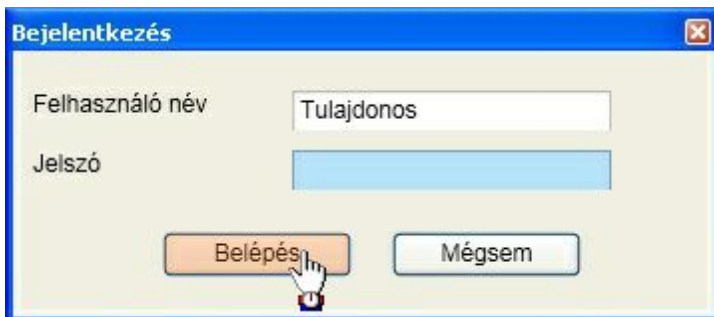 Bejelentkezés
Felhasználó név
Tulajdonos
Jelszó
Belépés
Mégsem